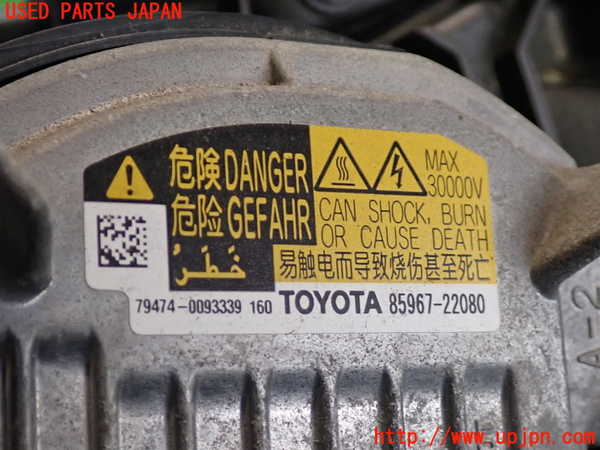 USED PARTS JAPAN
危険 DANGER
危险 GEFAHR
خَطَر
MAX
30000V
CAN SHOCK, BURN
OR CAUSE DEATH
易触电而导致烧伤甚至死亡
79474-0093339 160 TOYOTA 85967-22080
A-2
http://www.upjpn.com/